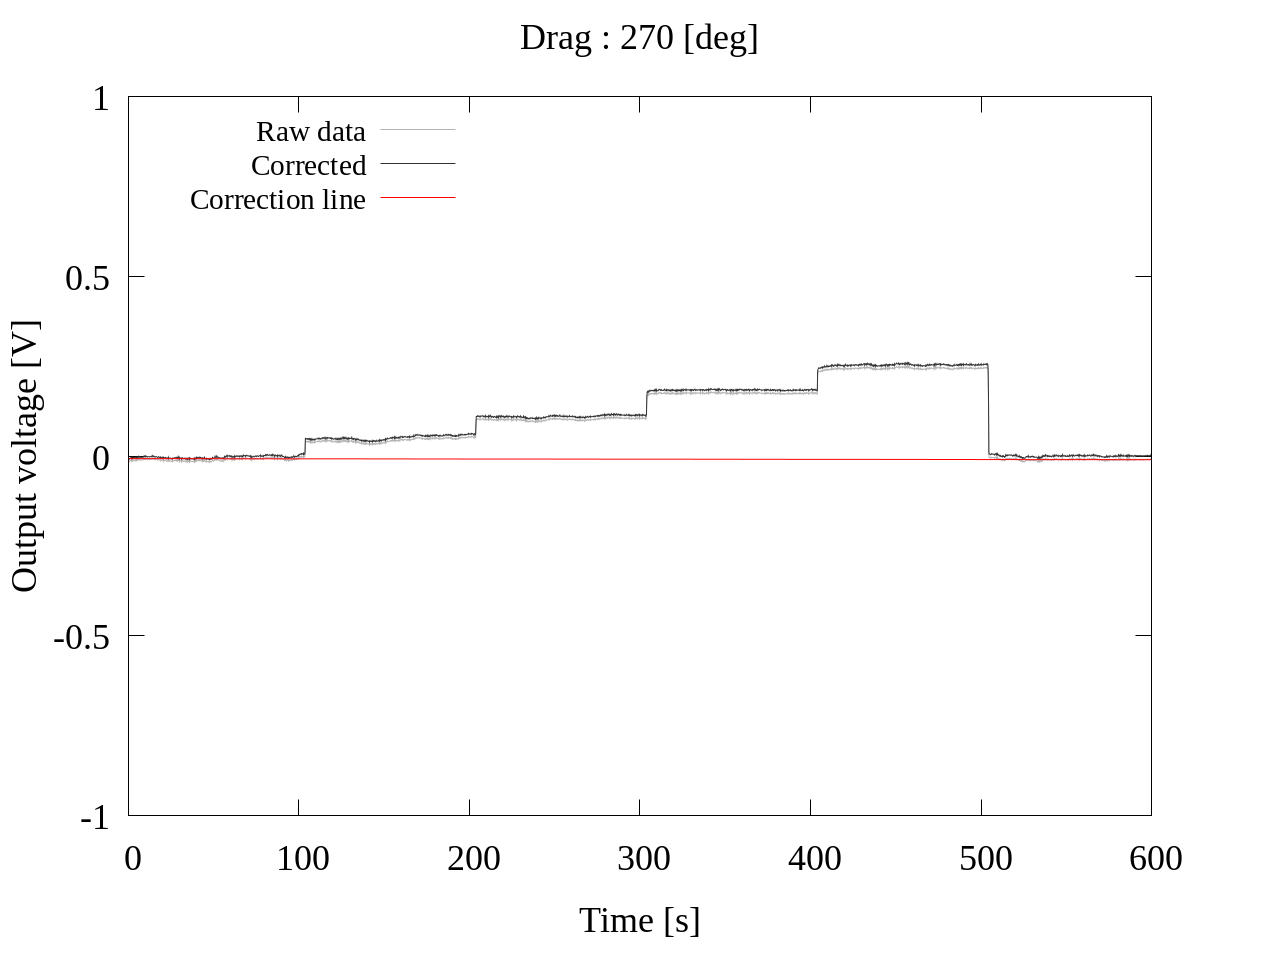 Drag : 270 [deg]
1
0.5
0
-0.5
-1
Output voltage [V]
Raw data
Corrected
Correction line
0 100 200 300 400 500 600
Time [s]